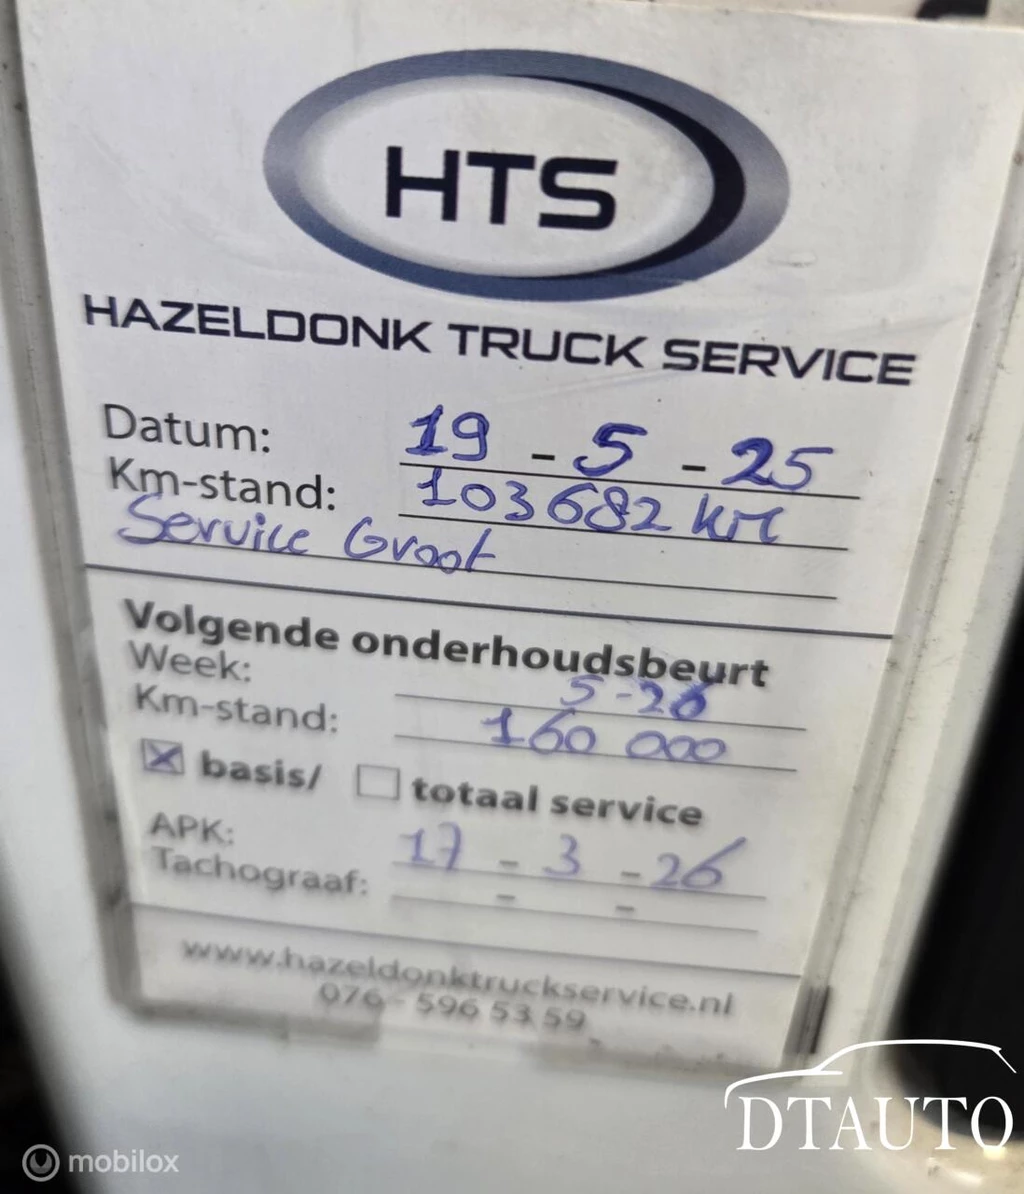 HTS
HAZELDONK TRUCK SERVICE
Datum: 19 - 5 - 25
Km-stand: 103682 km
Service Groot
Volgende onderhoudsbeurt
Week: 5-26
Km-stand: 160 000
☒ basis/ ☐ totaal service
APK: 17 - 3 - 26
Tachograaf: - -
www.hazeldonktruckservice.nl
076 - 596 53 59
DTAUTO
mobilox